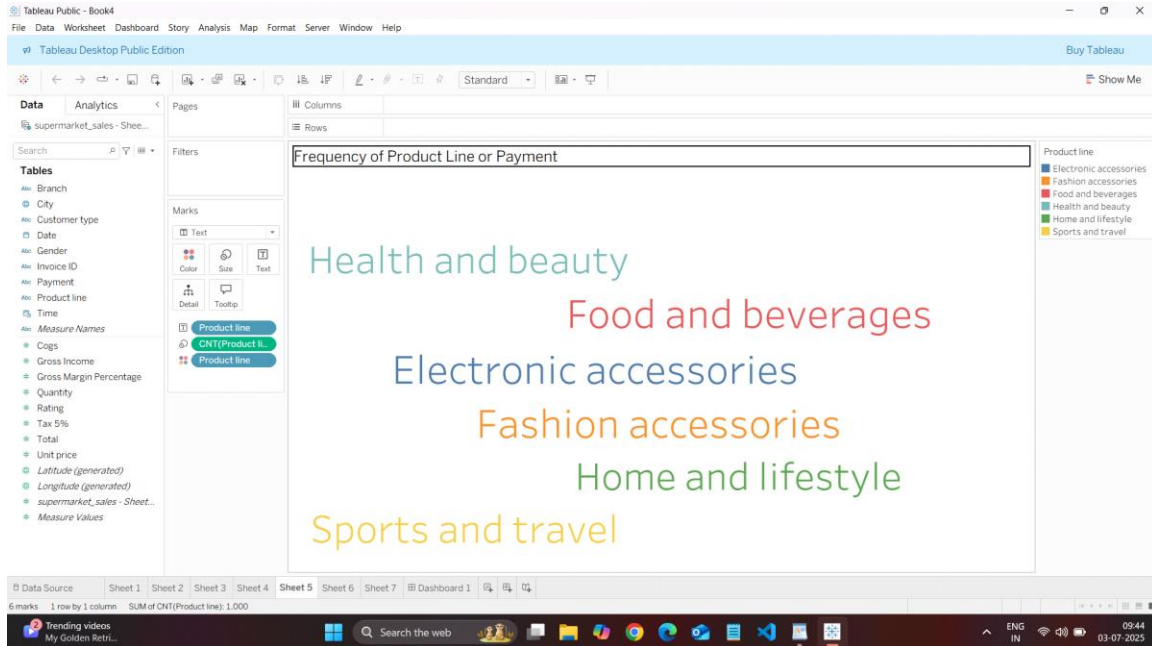 Tableau Public - Book4
File Data Worksheet Dashboard Story Analysis Map Format Server Window Help
Tableau Desktop Public Edition
Buy Tableau
Standard
Show Me
Data Analytics
Pages
Columns
supermarket_sales - Shee...
Rows
Search
Filters
Frequency of Product Line or Payment
Product line
Tables
Electronic accessories
Fashion accessories
Food and beverages
Health and beauty
Home and lifestyle
Sports and travel
Abc Branch
City
Abc Customer type
Date
Abc Gender
Abc Invoice ID
Abc Payment
Abc Product line
Time
Abc Measure Names
Cogs
Gross Income
Gross Margin Percentage
Quantity
Rating
Tax 5%
Total
Unit price
Latitude (generated)
Longitude (generated)
supermarket_sales - Sheet...
Measure Values
Marks
Text
Color Size Text
Detail Tooltip
Product line
CNT(Product li..
Product line
Health and beauty
Food and beverages
Electronic accessories
Fashion accessories
Home and lifestyle
Sports and travel
Data Source Sheet 1 Sheet 2 Sheet 3 Sheet 4 Sheet 5 Sheet 6 Sheet 7 Dashboard 1
6 marks 1 row by 1 column SUM of CNT(Product line): 1.000
2
Trending videos
My Golden Retri...
Search the web
ENG
IN
09:44
03-07-2025